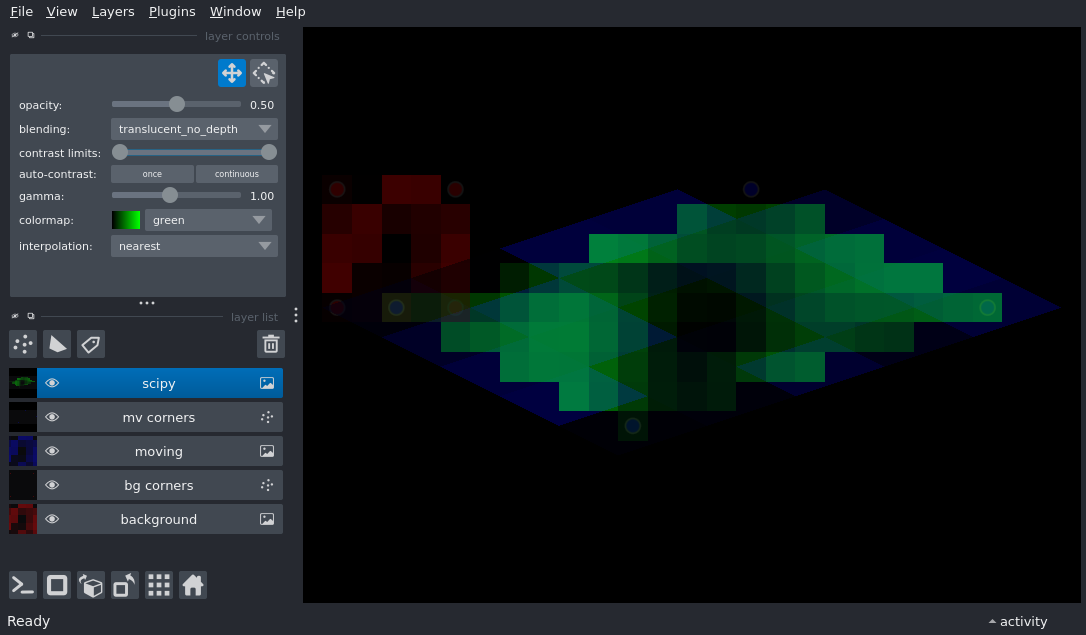 File View Layers Plugins Window Help
layer controls
opacity: 0.50
blending: translucent_no_depth
contrast limits:
auto-contrast: once continuous
gamma: 1.00
colormap: green
interpolation: nearest
layer list
scipy
mv corners
moving
bg corners
background
Ready activity